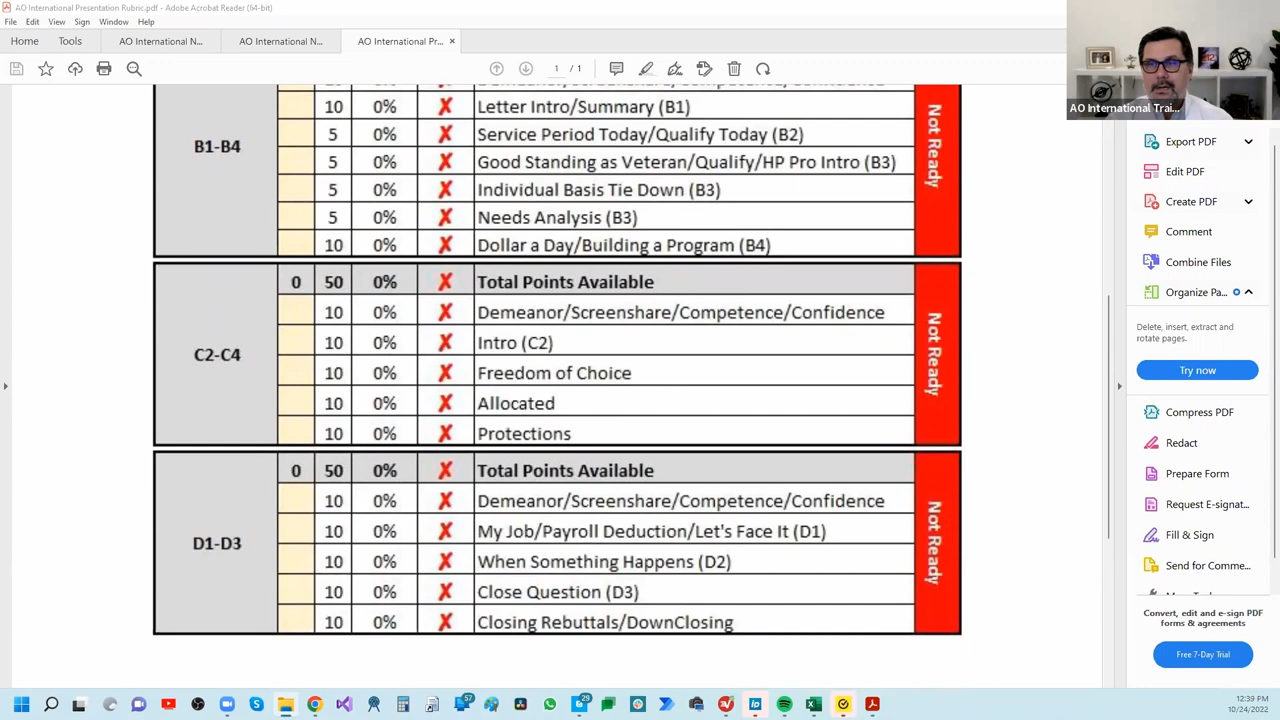 AO International Presentation Rubric.pdf - Adobe Acrobat Reader (64-bit)
File Edit View Sign Window Help
Home Tools AO International N... AO International N... AO International Pr... ×
1 / 1
AO International Trai...
B1-B4
10 0% ✗ Letter Intro/Summary (B1)
5 0% ✗ Service Period Today/Qualify Today (B2)
5 0% ✗ Good Standing as Veteran/Qualify/HP Pro Intro (B3)
5 0% ✗ Individual Basis Tie Down (B3)
5 0% ✗ Needs Analysis (B3)
10 0% ✗ Dollar a Day/Building a Program (B4)
Not Ready
C2-C4
0 50 0% ✗ Total Points Available
10 0% ✗ Demeanor/Screenshare/Competence/Confidence
10 0% ✗ Intro (C2)
10 0% ✗ Freedom of Choice
10 0% ✗ Allocated
10 0% ✗ Protections
Not Ready
D1-D3
0 50 0% ✗ Total Points Available
10 0% ✗ Demeanor/Screenshare/Competence/Confidence
10 0% ✗ My Job/Payroll Deduction/Let's Face It (D1)
10 0% ✗ When Something Happens (D2)
10 0% ✗ Close Question (D3)
10 0% ✗ Closing Rebuttals/DownClosing
Not Ready
Export PDF
Edit PDF
Create PDF
Comment
Combine Files
Organize Pa...
Delete, insert, extract and
rotate pages.
Try now
Compress PDF
Redact
Prepare Form
Request E-signat...
Fill & Sign
Send for Comme...
Convert, edit and e-sign PDF
forms & agreements
Free 7-Day Trial
57
29
12:39 PM
10/24/2022